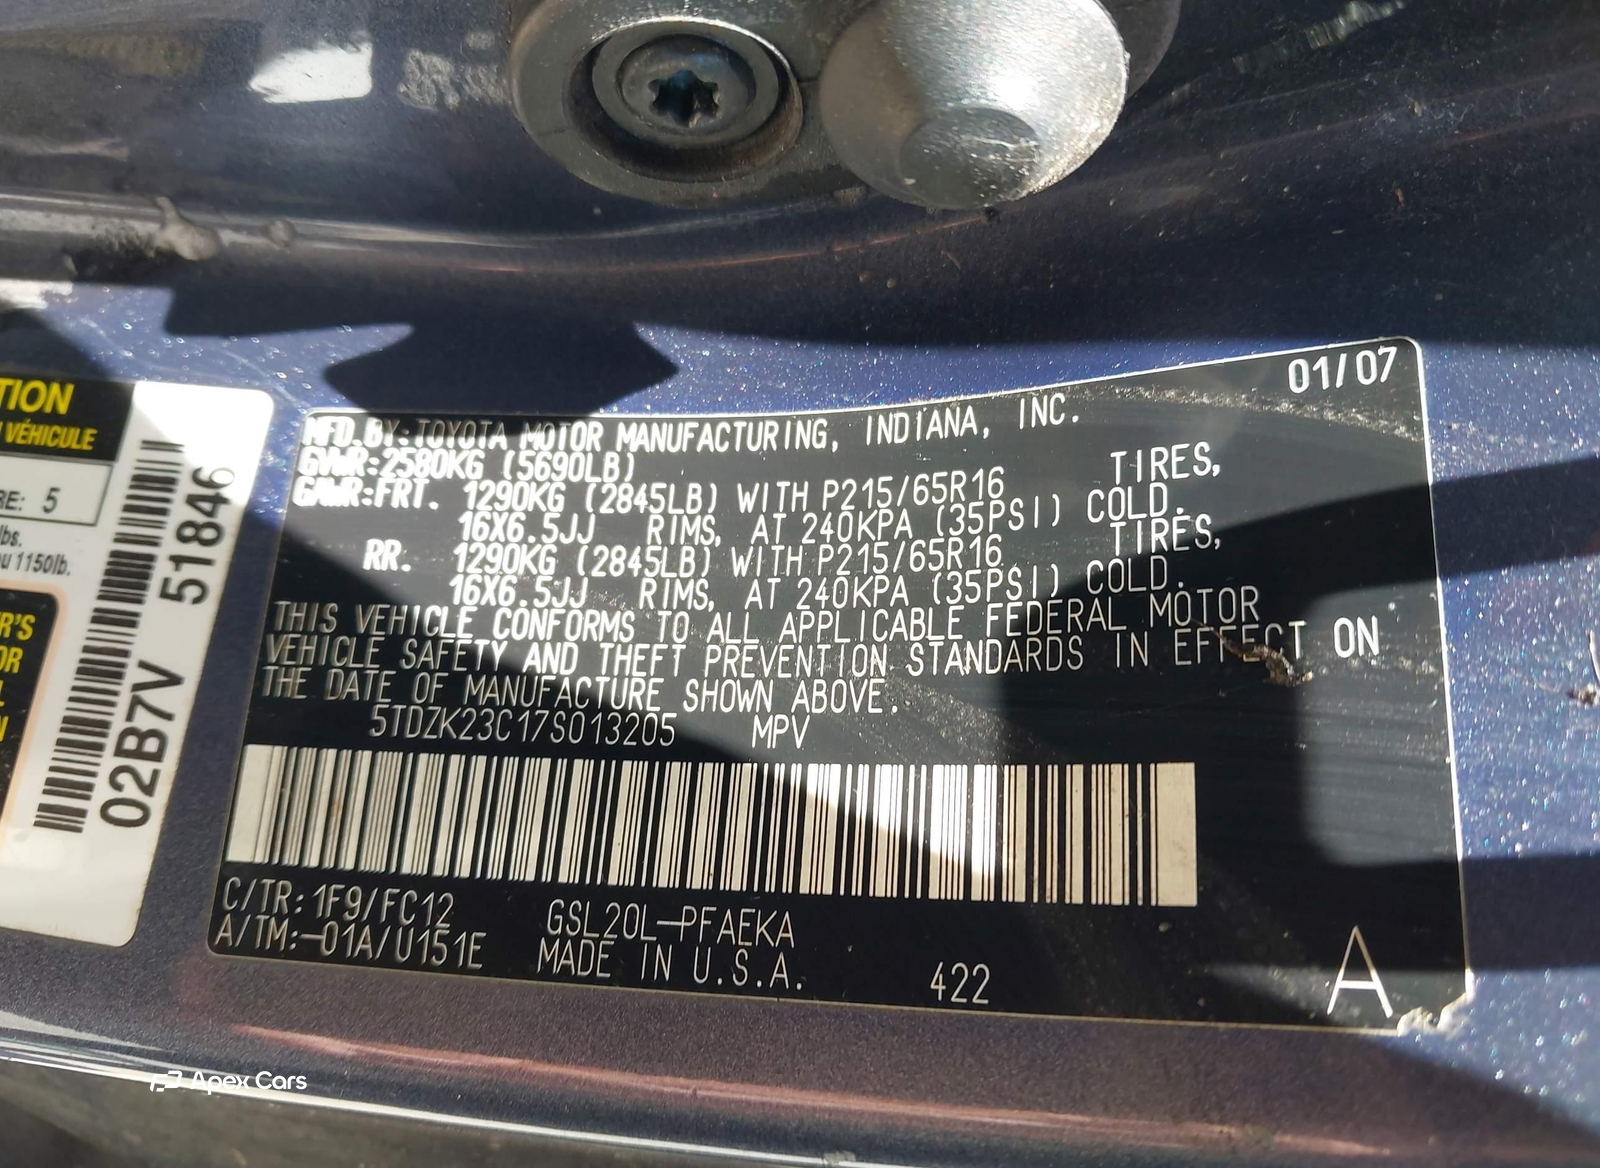 TION
N VÉHICULE
RE: 5
lbs.
ou 1150lb.
R'S
OR
L
N
02B7V 51846
01/07
MFD.BY:TOYOTA MOTOR MANUFACTURING, INDIANA, INC.
GVWR:2580KG (5690LB)
GAWR:FRT. 1290KG (2845LB) WITH P215/65R16 TIRES,
16X6.5JJ RIMS, AT 240KPA (35PSI) COLD.
RR. 1290KG (2845LB) WITH P215/65R16 TIRES,
16X6.5JJ RIMS, AT 240KPA (35PSI) COLD.
THIS VEHICLE CONFORMS TO ALL APPLICABLE FEDERAL MOTOR
VEHICLE SAFETY AND THEFT PREVENTION STANDARDS IN EFFECT ON
THE DATE OF MANUFACTURE SHOWN ABOVE.
5TDZK23C17S013205 MPV
C/TR:1F9/FC12 GSL20L-PFAEKA
A/TM:-01A/U151E MADE IN U.S.A. 422 A
Apex Cars